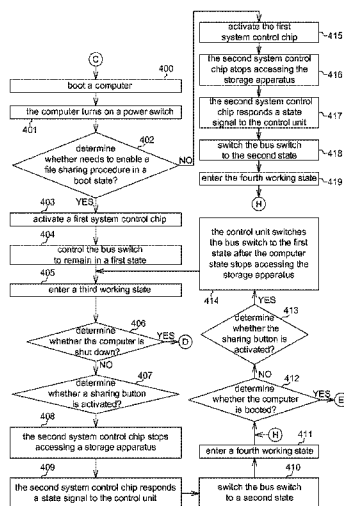 C
boot a computer
400
the computer turns on a power switch
401
402
determine
whether needs to enable a
file sharing procedure in a
boot state?
NO
YES
403
activate a first system control chip
404
control the bus switch
to remain in a first state
405
enter a third working state
406
determine
whether the computer is
shut down?
YES
D
NO
407
determine
whether a sharing button
is activated?
408
the second system control chip stops
accessing a storage apparatus
409
the second system control chip responds
a state signal to the control unit
activate the first
system control chip
415
the second system control
chip stops accessing the
storage apparatus
416
the second system control
chip responds a state
signal to the control unit
417
switch the bus switch
to the second state
418
enter the fourth working state
419
H
the control unit switches
the bus switch to the first
state after the computer
state stops accessing the
storage apparatus
414
YES
413
determine
whether the
sharing button is
activated?
NO
412
determine
whether the computer
is booted?
YES
E
H
411
enter a fourth working state
410
switch the bus switch
to a second state